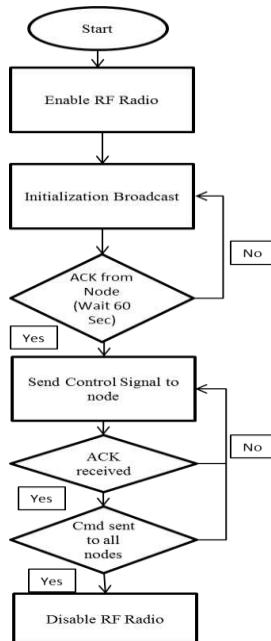 Start
Enable RF Radio
Initialization Broadcast
No
ACK from
Node
(Wait 60
Sec)
Yes
Send Control Signal to
node
No
ACK
received
Yes
Cmd sent
to all
nodes
Yes
Disable RF Radio